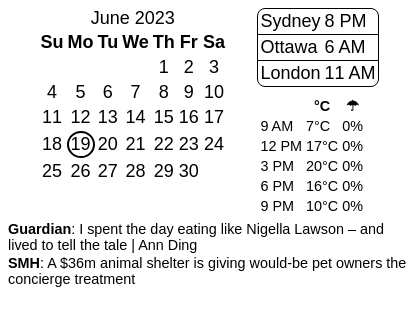 June 2023
Su Mo Tu We Th Fr Sa
1 2 3
4 5 6 7 8 9 10
11 12 13 14 15 16 17
18 19 20 21 22 23 24
25 26 27 28 29 30
Sydney 8 PM
Ottawa 6 AM
London 11 AM
°C ☂
9 AM 7°C 0%
12 PM 17°C 0%
3 PM 20°C 0%
6 PM 16°C 0%
9 PM 10°C 0%
Guardian: I spent the day eating like Nigella Lawson – and
lived to tell the tale | Ann Ding
SMH: A $36m animal shelter is giving would-be pet owners the
concierge treatment